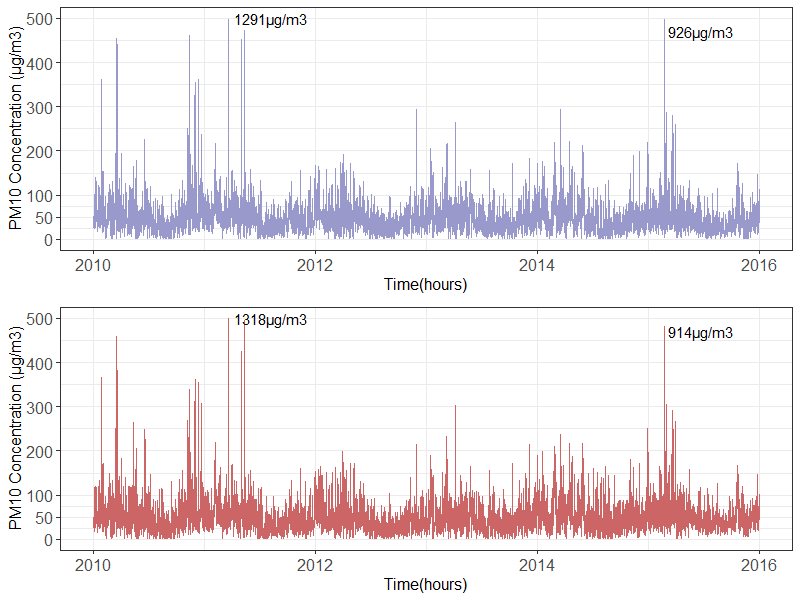 PM10 Concentration (µg/m3)
500
400
300
200
100
50
0
1291µg/m3
926µg/m3
2010
2012
2014
2016
Time(hours)
PM10 Concentration (µg/m3)
500
400
300
200
100
50
0
1318µg/m3
914µg/m3
2010
2012
2014
2016
Time(hours)